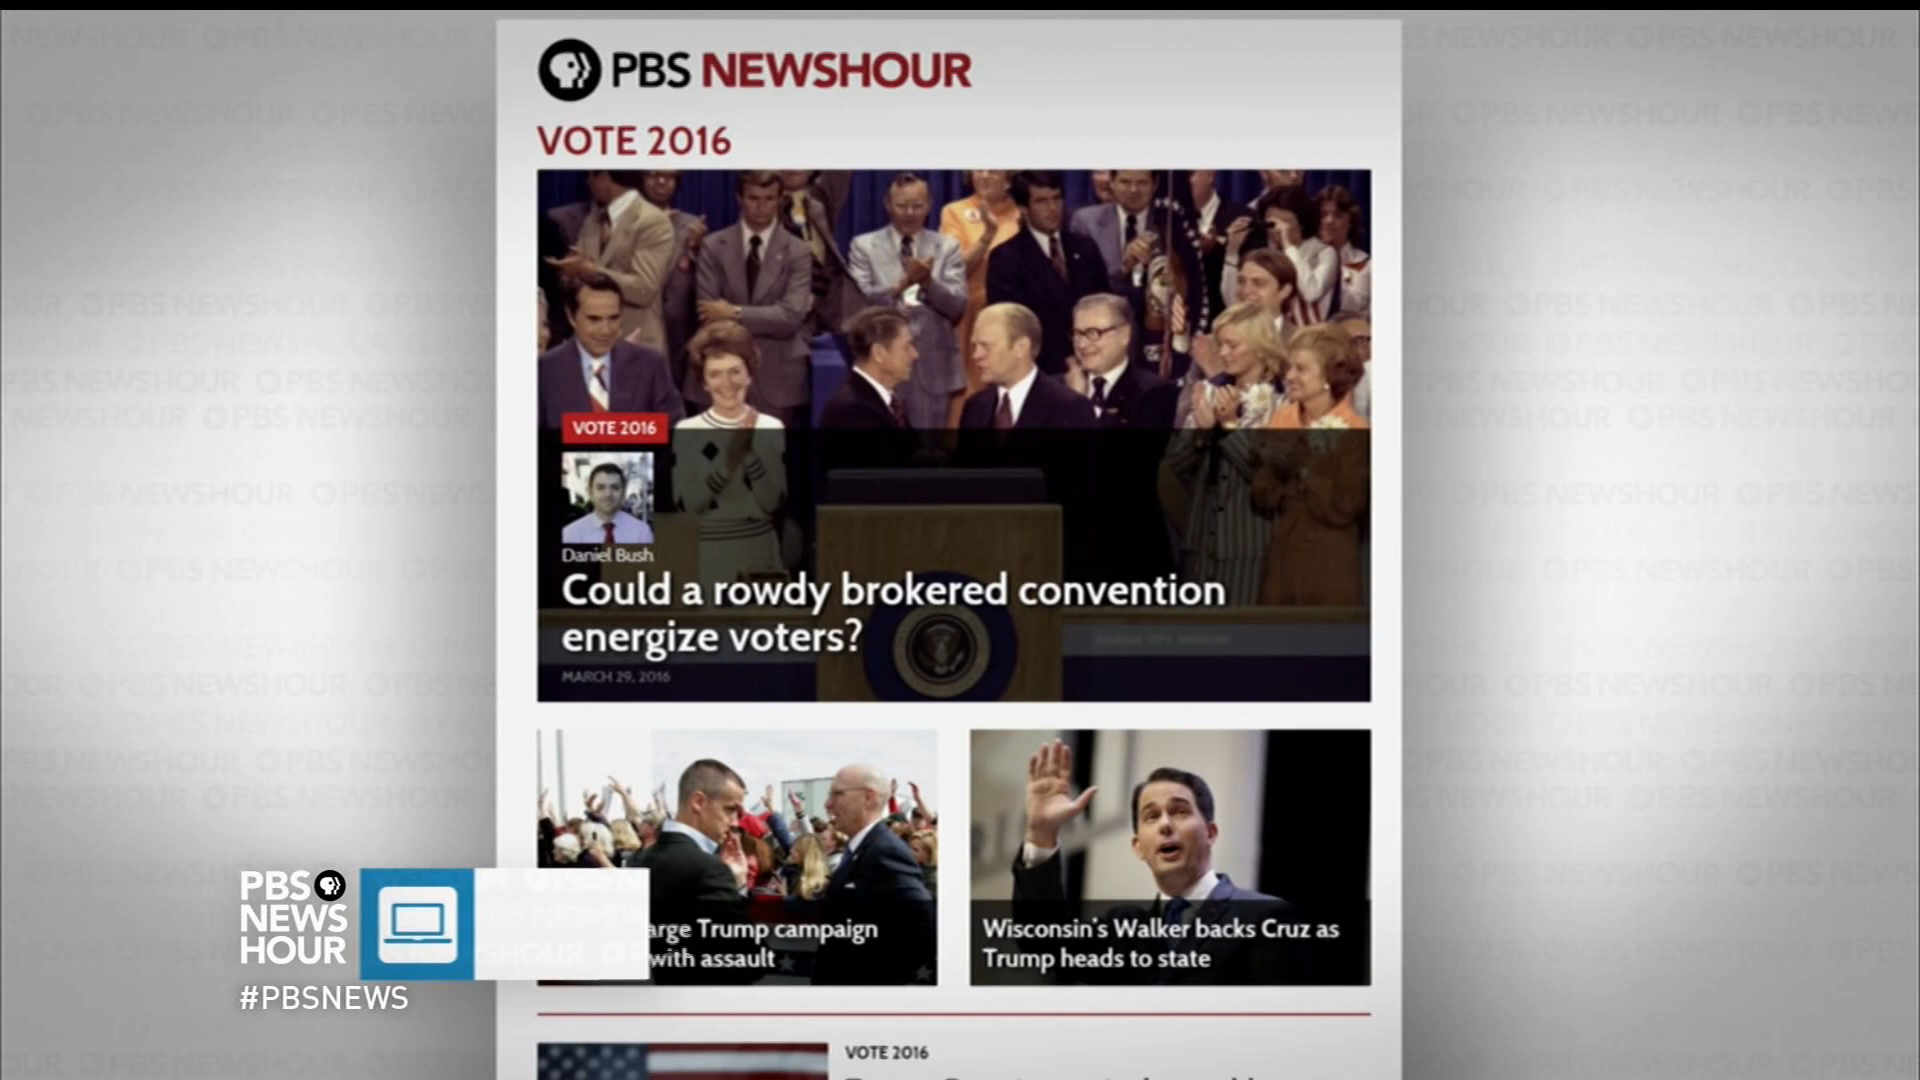 PBS NEWSHOUR
VOTE 2016
VOTE 2016
Daniel Bush
Could a rowdy brokered convention
energize voters?
MARCH 29, 2016
arge Trump campaign
with assault
Wisconsin's Walker backs Cruz as
Trump heads to state
PBS
NEWS
HOUR
#PBSNEWS
VOTE 2016